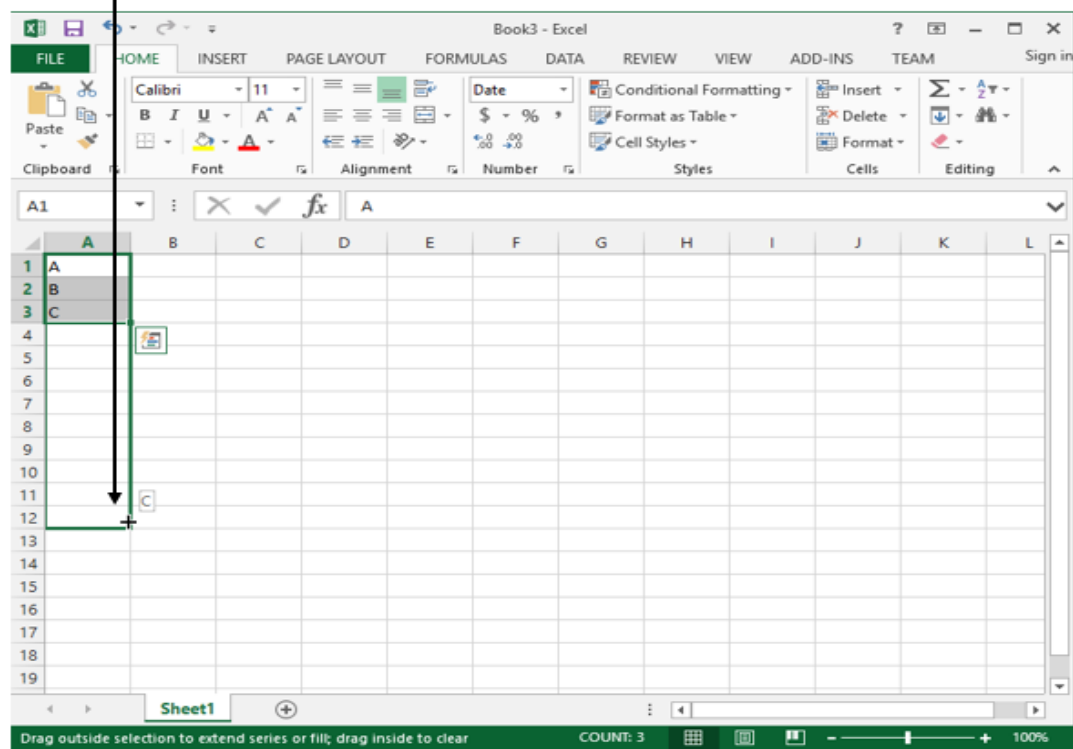 Book3 - Excel ?
FILE HOME INSERT PAGE LAYOUT FORMULAS DATA REVIEW VIEW ADD-INS TEAM Sign in
Calibri 11 Date Conditional Formatting Insert
Paste B I U A A $ % , Format as Table Delete
A Cell Styles Format
Clipboard Font Alignment Number Styles Cells Editing
A1 fx A
A B C D E F G H I J K L
1 A
2 B
3 C
4
5
6
7
8
9
10
11 C
12
13
14
15
16
17
18
19
Sheet1
Drag outside selection to extend series or fill; drag inside to clear COUNT: 3 100%